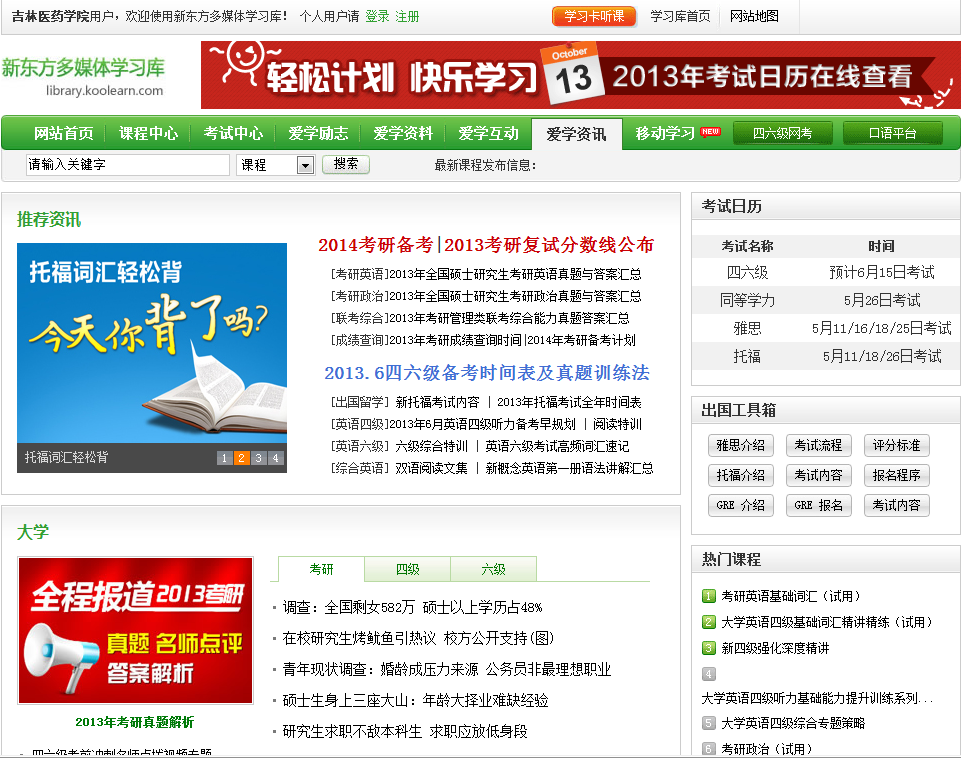 吉林医药学院用户，欢迎使用新东方多媒体学习库！ 个人用户请 登录 注册
学习卡听课 学习库首页 网站地图
新东方多媒体学习库
library.koolearn.com
轻松计划 快乐学习
October
13
2013年考试日历在线查看
网站首页 课程中心 考试中心 爱学励志 爱学资料 爱学互动 爱学资讯 移动学习 NEW 四六级网考 口语平台
请输入关键字 课程 搜索 最新课程发布信息：
推荐资讯
托福词汇轻松背
今天你背了吗?
托福词汇轻松背 1 2 3 4
2014考研备考|2013考研复试分数线公布
[考研英语]2013年全国硕士研究生考研英语真题与答案汇总
[考研政治]2013年全国硕士研究生考研政治真题与答案汇总
[联考综合]2013年考研管理类联考综合能力真题答案汇总
[成绩查询]2013年考研成绩查询时间|2014年考研备考计划
2013.6四六级备考时间表及真题训练法
[出国留学] 新托福考试内容 | 2013年托福考试全年时间表
[英语四级]2013年6月英语四级听力备考早规划 | 阅读特训
[英语六级] 六级综合特训 | 英语六级考试高频词汇速记
[综合英语] 双语阅读文集 | 新概念英语第一册语法讲解汇总
考试日历
考试名称 时间
四六级 预计6月15日考试
同等学力 5月26日考试
雅思 5月11/16/18/25日考试
托福 5月11/18/26日考试
出国工具箱
雅思介绍 考试流程 评分标准
托福介绍 考试内容 报名程序
GRE 介绍 GRE 报名 考试内容
大学
全程报道2013考研
真题 名师点评
答案解析
2013年考研真题解析
四六级考前冲刺名师点拨视频专题
考研 四级 六级
调查：全国剩女582万 硕士以上学历占48%
在校研究生烤鱿鱼引热议 校方公开支持(图)
青年现状调查：婚龄成压力来源 公务员非最理想职业
硕士生身上三座大山：年龄大择业难缺经验
研究生求职不敌本科生 求职应放低身段
热门课程
1 考研英语基础词汇（试用）
2 大学英语四级基础词汇精讲精练（试用）
3 新四级强化深度精讲
4
大学英语四级听力基础能力提升训练系列...
5 大学英语四级综合专题策略
6 考研政治（试用）